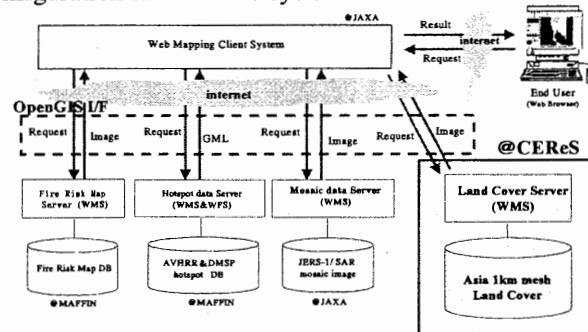 @JAXA
Web Mapping Client System
Result
internet
Request
End User
(Web Browser)
internet
OpenGIS I/F
Request
Image
Request
GML
Request
Image
Request
Image
@CEReS
Fire Risk Map
Server (WMS)
Hotspot data Server
(WMS&WFS)
Mosaic data Server
(WMS)
Land Cover Server
(WMS)
Fire Risk Map DB
AVHRR & DMSP
hotspot DB
JERS-1/ SAR
mosaic image
Asia 1km mesh
Land Cover
@MAFFIN
@MAFFIN
@JAXA